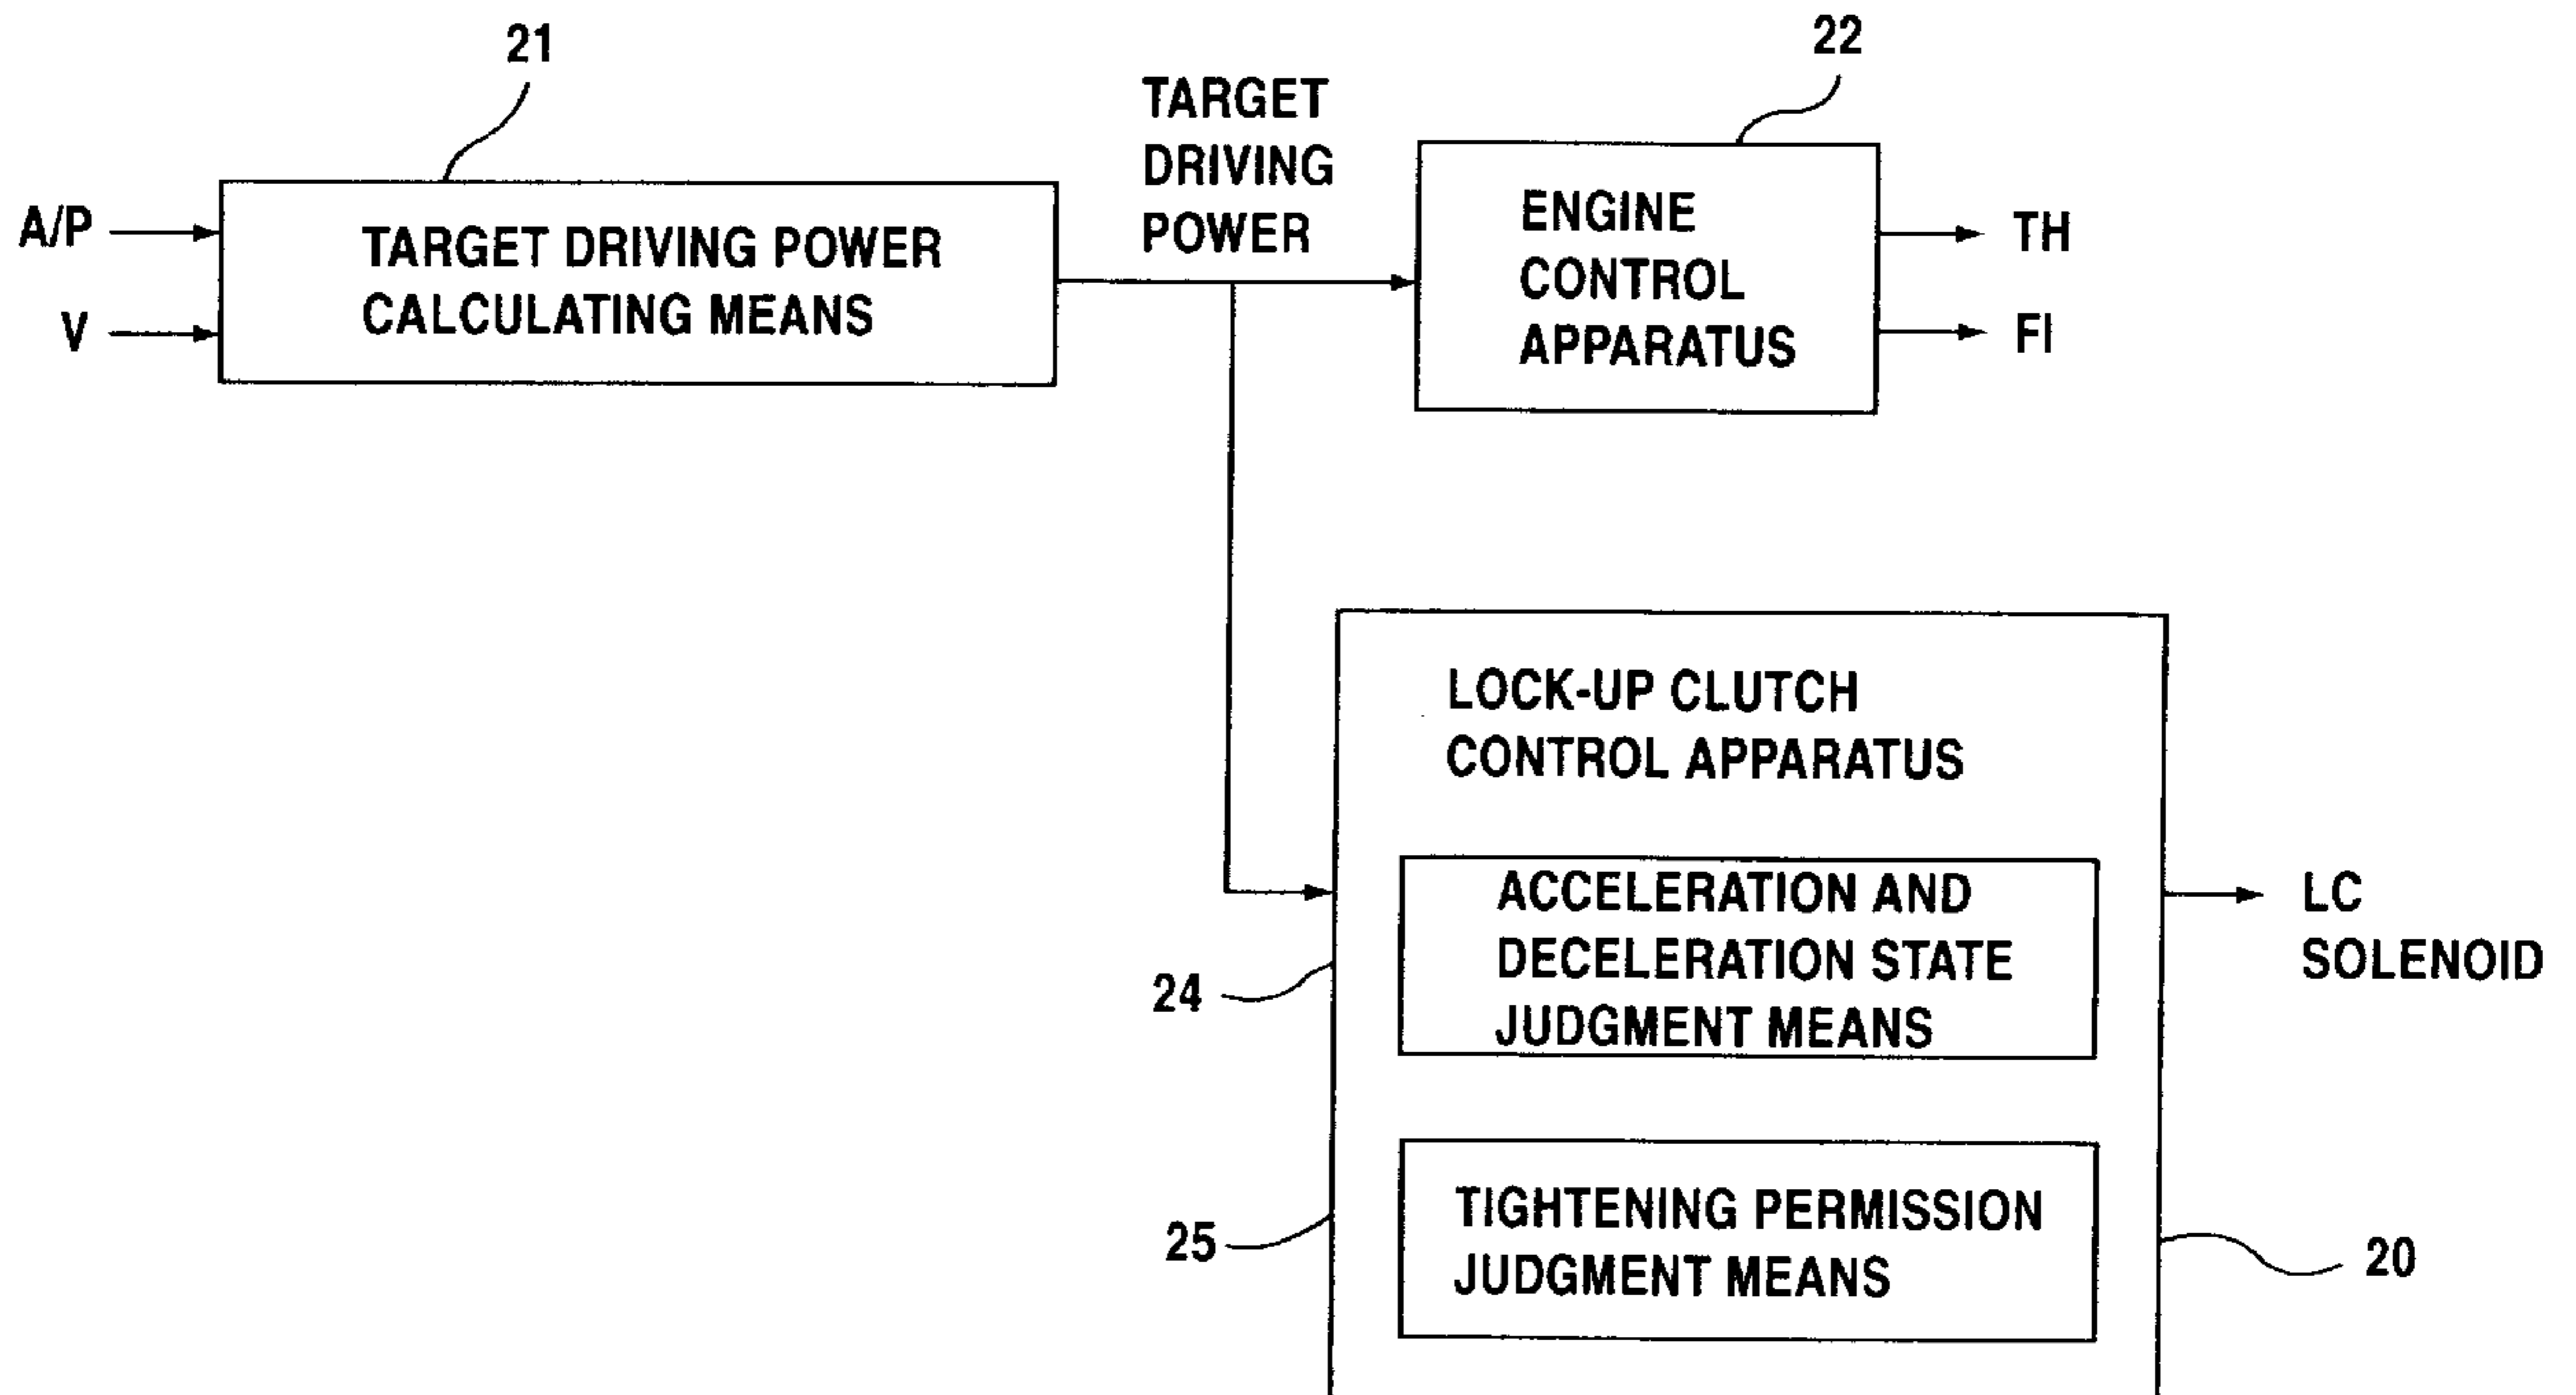 21
22
TARGET
DRIVING
POWER
A/P
V
TARGET DRIVING POWER
CALCULATING MEANS
ENGINE
CONTROL
APPARATUS
TH
FI
LOCK-UP CLUTCH
CONTROL APPARATUS
ACCELERATION AND
DECELERATION STATE
JUDGMENT MEANS
LC
SOLENOID
24
TIGHTENING PERMISSION
JUDGMENT MEANS
25
20